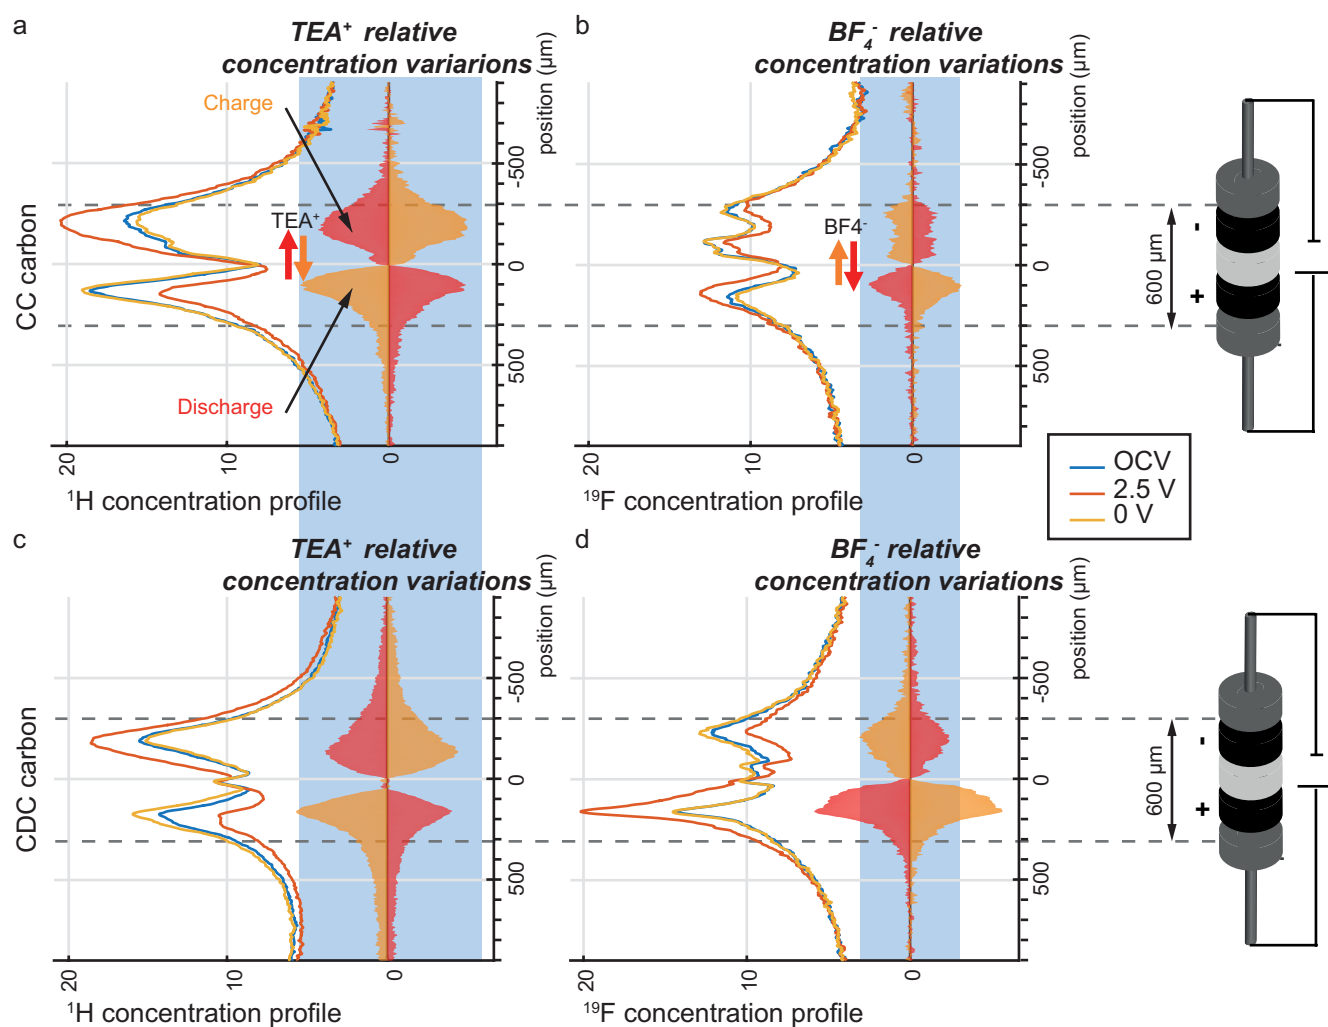 a
TEA⁺ relative
concentration variarions
position (µm)
Charge
TEA⁺
Discharge
CC carbon
-500
0
500
20
10
0
¹H concentration profile
b
BF₄⁻ relative
concentration variations
position (µm)
BF4⁻
-500
0
500
20
10
0
¹⁹F concentration profile
-
+
600 µm
OCV
2.5 V
0 V
c
TEA⁺ relative
concentration variations
position (µm)
CDC carbon
-500
0
500
20
10
0
¹H concentration profile
d
BF₄⁻ relative
concentration variations
position (µm)
-500
0
500
20
10
0
¹⁹F concentration profile
-
+
600 µm